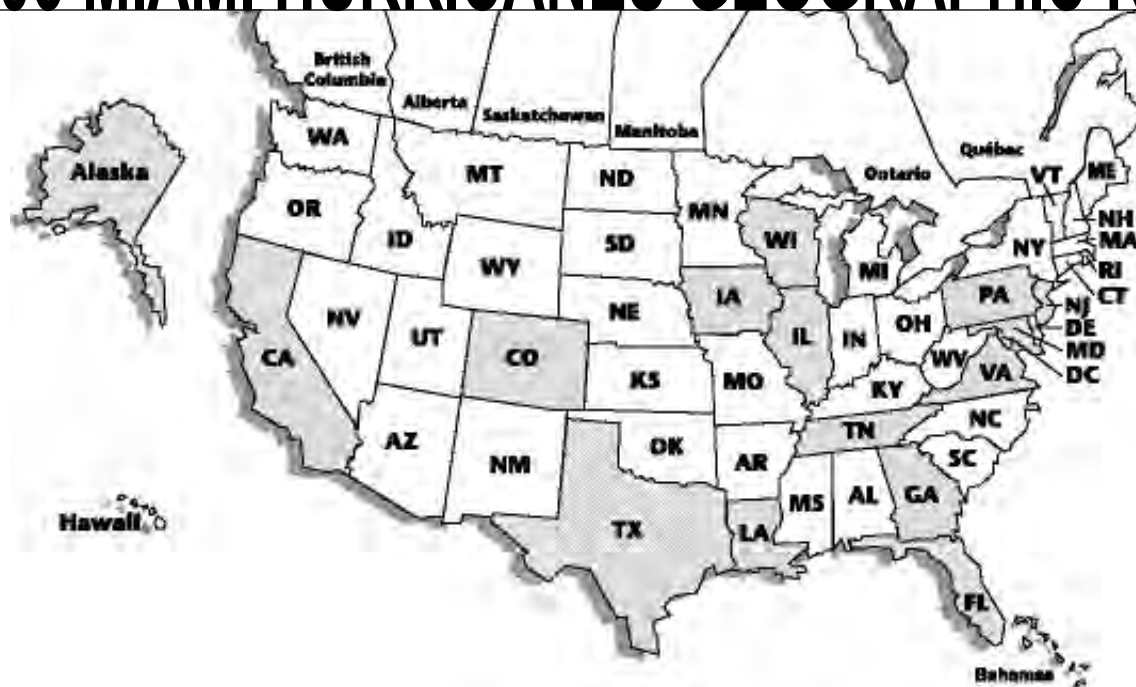 MIAMI HURRICANES GEOGRAPHIC
British
Columbia
Alberta
Saskatchewan
Manitoba
Québec
Ontario
Alaska
WA
MT
ND
MN
VT
ME
OR
ID
SD
WI
MI
NY
NH
MA
RI
CT
WY
IA
PA
NJ
DE
MD
DC
NV
UT
CO
NE
IL
IN
OH
WV
VA
CA
KS
MO
KY
AZ
NM
OK
AR
TN
NC
SC
Hawaii
TX
LA
MS
AL
GA
FL
Bahamas